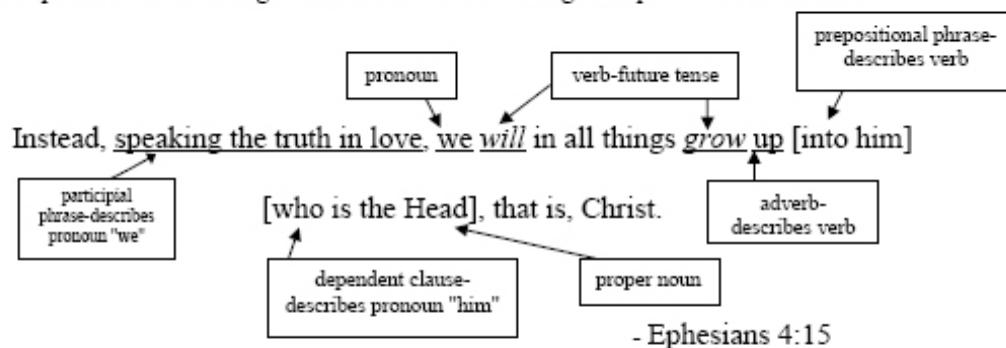 prepositional phrase-
describes verb
pronoun
verb-future tense
Instead, speaking the truth in love, we will in all things grow up [into him]
participial
phrase-describes
pronoun "we"
[who is the Head], that is, Christ.
adverb-
describes verb
dependent clause-
describes pronoun "him"
proper noun
- Ephesians 4:15